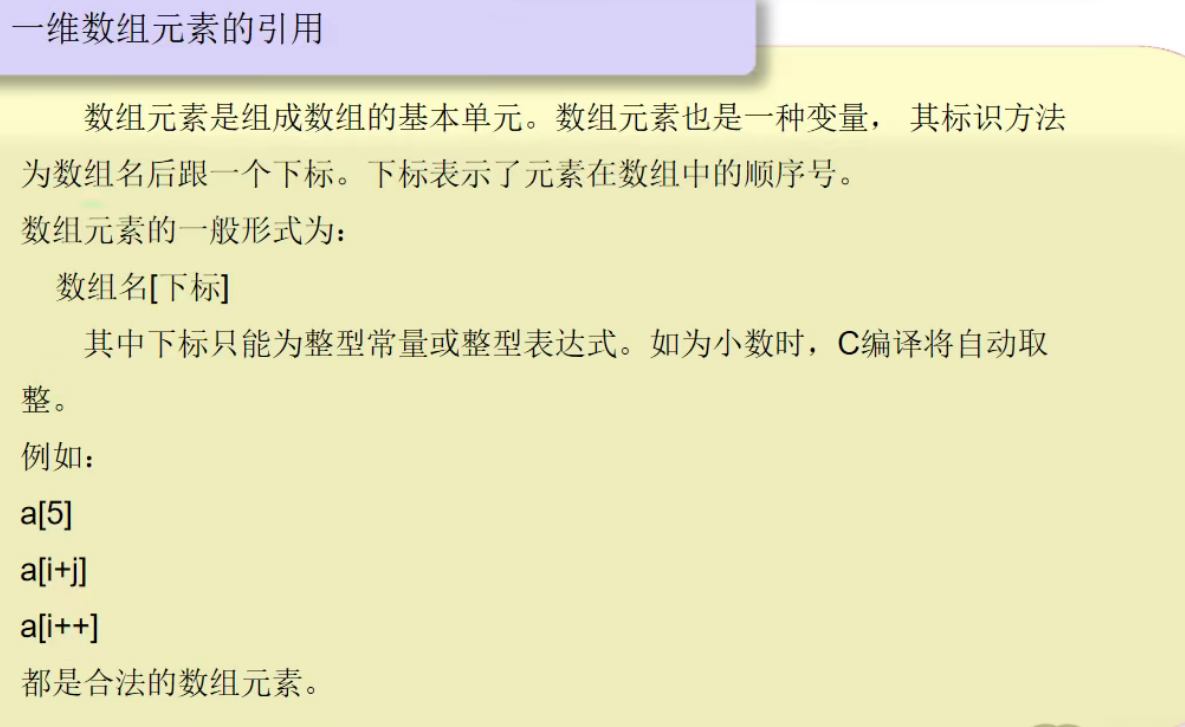 一维数组元素的引用
数组元素是组成数组的基本单元。数组元素也是一种变量， 其标识方法
为数组名后跟一个下标。下标表示了元素在数组中的顺序号。
数组元素的一般形式为：
数组名[下标]
其中下标只能为整型常量或整型表达式。如为小数时，C编译将自动取
整。
例如：
a[5]
a[i+j]
a[i++]
都是合法的数组元素。